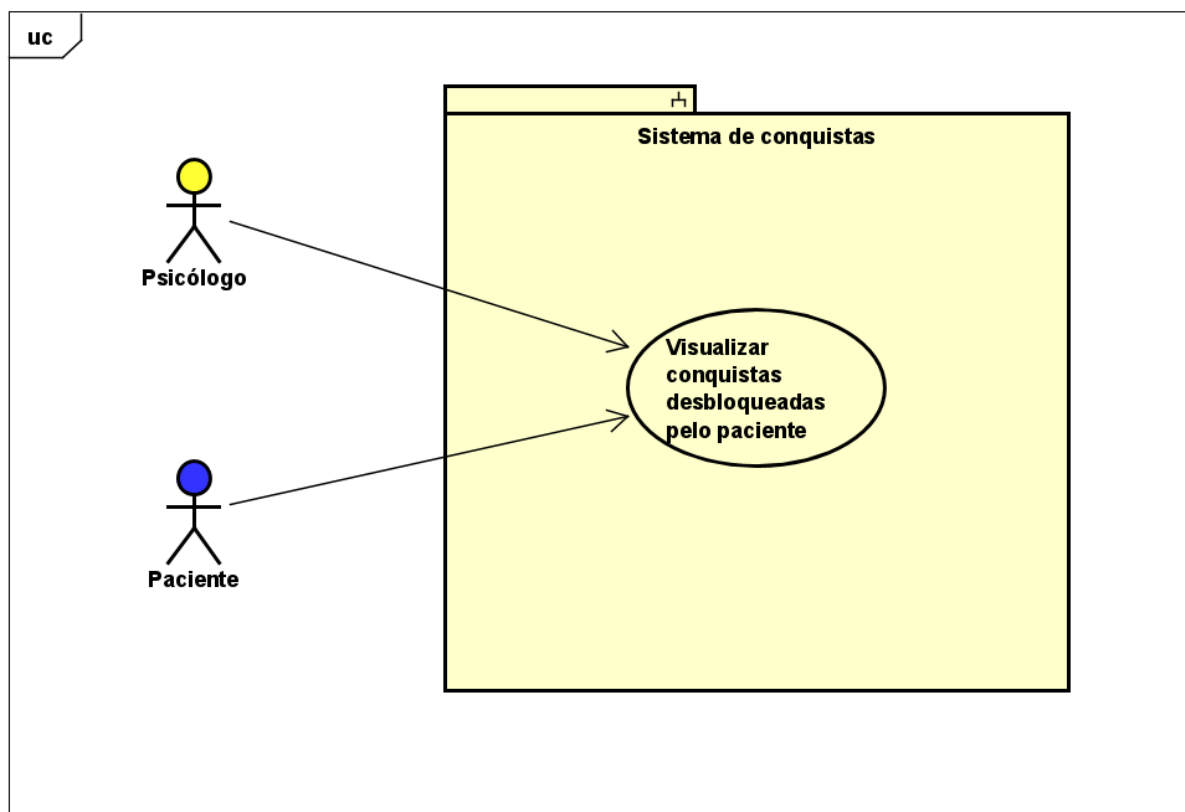 uc
Sistema de conquistas
Psicólogo
Visualizar
conquistas
desbloqueadas
pelo paciente
Paciente